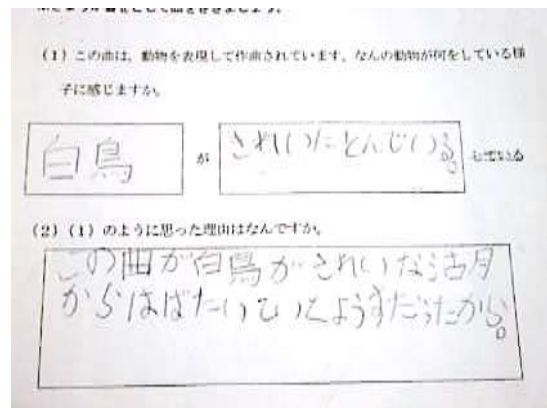 (1) この曲は、動物を表現して作曲されています。なんの動物が何をしている様
子に感じますか。
白鳥 が きれいにとんでいる。 している
(2) (1) のように思った理由はなんですか。
この曲が白鳥がきれいな湖
からはばたいていくようすだったから。